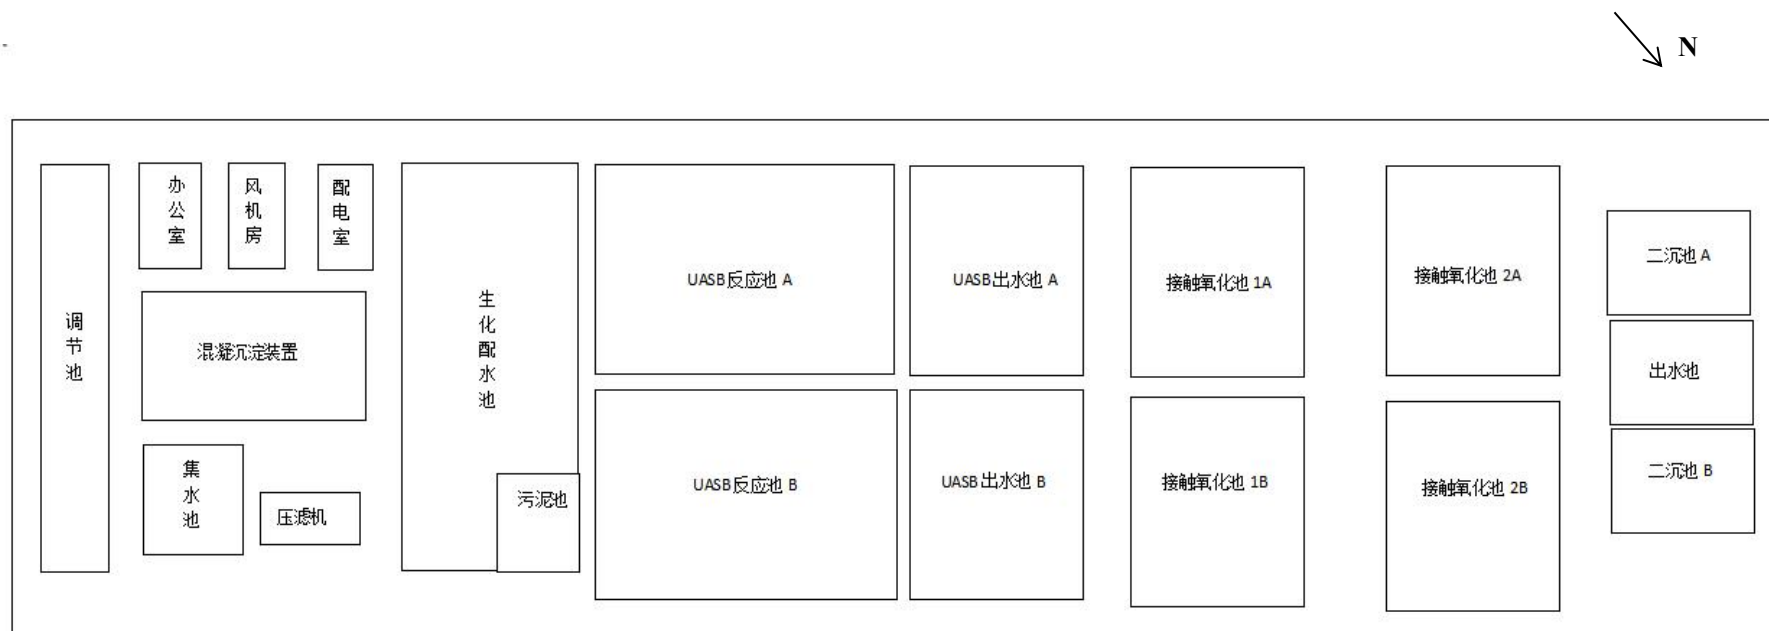 N
办公室
风机房
配电室
调节池
混凝沉淀装置
集水池
压滤机
生化配水池
污泥池
UASB反应池 A
UASB出水池 A
接触氧化池 1A
接触氧化池 2A
二沉池 A
出水池
UASB反应池 B
UASB出水池 B
接触氧化池 1B
接触氧化池 2B
二沉池 B